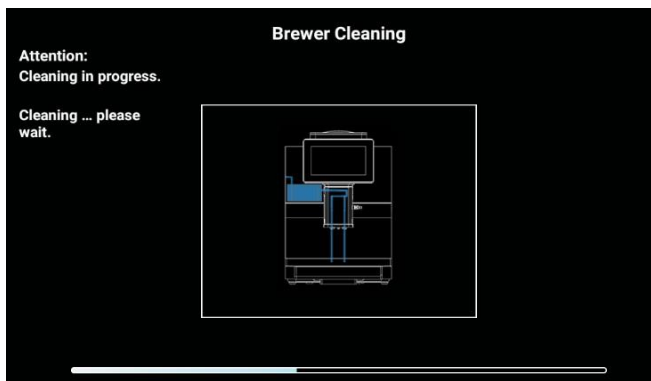 Brewer Cleaning
Attention:
Cleaning in progress.
Cleaning ... please
wait.